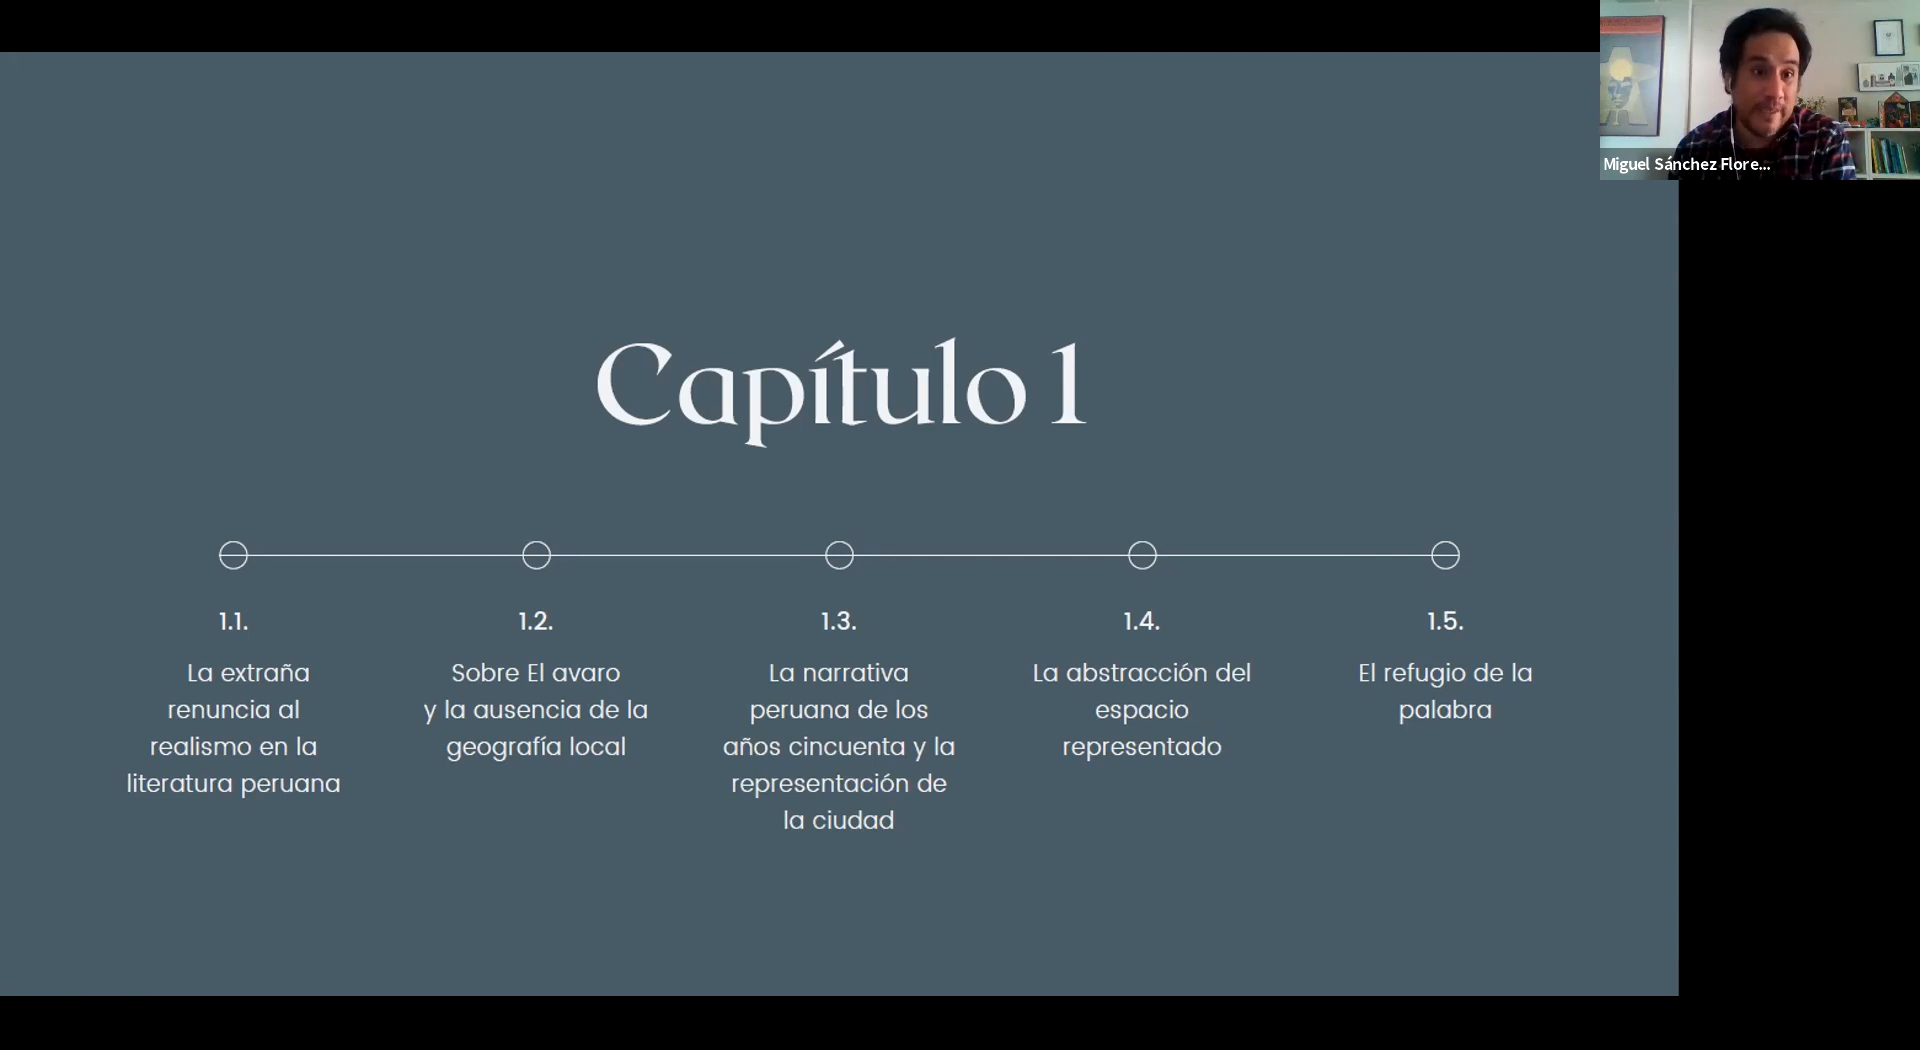 Miguel Sánchez Flore...
Capítulo 1
1.1.
La extraña
renuncia al
realismo en la
literatura peruana
1.2.
Sobre El avaro
y la ausencia de la
geografía local
1.3.
La narrativa
peruana de los
años cincuenta y la
representación de
la ciudad
1.4.
La abstracción del
espacio
representado
1.5.
El refugio de la
palabra